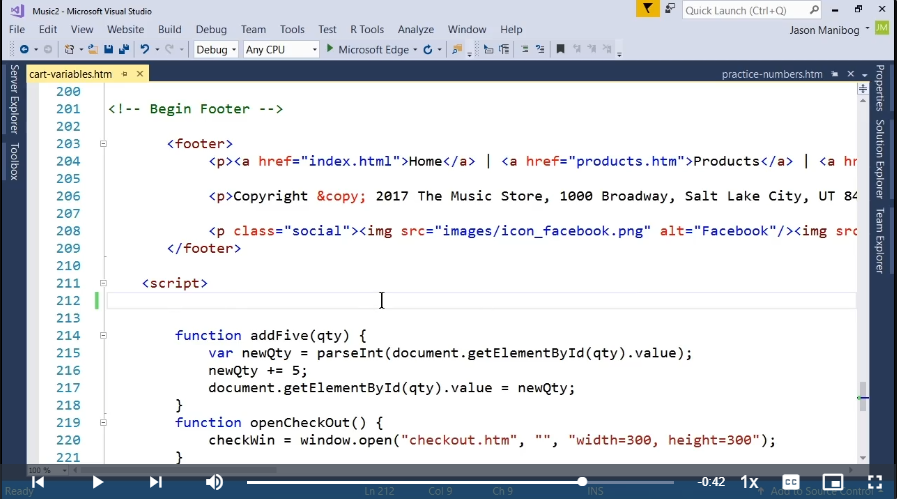 Music2 - Microsoft Visual Studio
Quick Launch (Ctrl+Q)
File Edit View Website Build Debug Team Tools Test R Tools Analyze Window Help
Jason Manibog JM
Debug Any CPU Microsoft Edge
cart-variables.htm
practice-numbers.htm
Server Explorer
Toolbox
Properties
Solution Explorer
Team Explorer
200
201 <!-- Begin Footer -->
202
203 <footer>
204 <p><a href="index.html">Home</a> | <a href="products.htm">Products</a> | <a hr
205
206 <p>Copyright &copy; 2017 The Music Store, 1000 Broadway, Salt Lake City, UT 84
207
208 <p class="social"><img src="images/icon_facebook.png" alt="Facebook"/><img src
209 </footer>
210
211 <script>
212
213
214 function addFive(qty) {
215 var newQty = parseInt(document.getElementById(qty).value);
216 newQty += 5;
217 document.getElementById(qty).value = newQty;
218 }
219 function openCheckOut() {
220 checkWin = window.open("checkout.htm", "", "width=300, height=300");
221 }
100 %
-0:42 1x CC
Ready Ln 212 Col 9 Ch 9 INS Add to Source Control